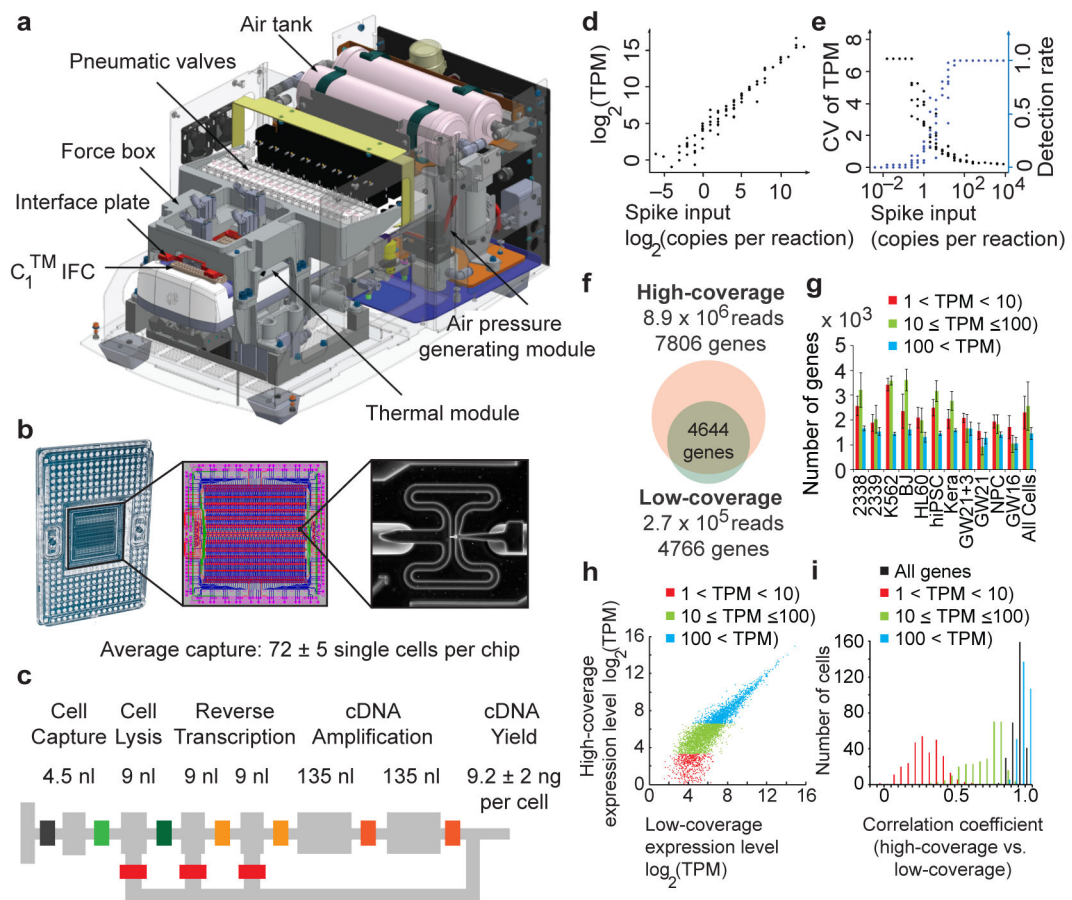 a
Air tank
Pneumatic valves
Force box
Interface plate
C₁™ IFC
Air pressure
generating module
Thermal module
b
Average capture: 72 ± 5 single cells per chip
c
Cell
Capture
Cell
Lysis
Reverse
Transcription
cDNA
Amplification
cDNA
Yield
4.5 nl
9 nl
9 nl
9 nl
135 nl
135 nl
9.2 ± 2 ng
per cell
d
log₂(TPM)
15
10
5
0
−5
0
5
10
Spike input
log₂(copies per reaction)
e
CV of TPM
8
6
4
2
0
1.0
0.5
0
Detection rate
10⁻²
1
10²
10⁴
Spike input
(copies per reaction)
f
High-coverage
8.9 x 10⁶ reads
7806 genes
4644
genes
Low-coverage
2.7 x 10⁵ reads
4766 genes
g
1 < TPM < 10)
10 ≤ TPM ≤100)
100 < TPM)
x 10³
Number of genes
5
4
3
2
1
0
2338
2339
K562
BJ
HL60
hiPSC
Kera
GW21+3
GW21
NPC
GW16
All Cells
h
1 < TPM < 10)
10 ≤ TPM ≤100)
100 < TPM)
High-coverage
expression level log₂(TPM)
16
12
8
4
0
0
4
8
12
16
Low-coverage
expression level
log₂(TPM)
i
All genes
1 < TPM < 10)
10 ≤ TPM ≤100)
100 < TPM)
Number of cells
160
120
80
40
0
0
0.5
1.0
Correlation coefficient
(high-coverage vs.
low-coverage)